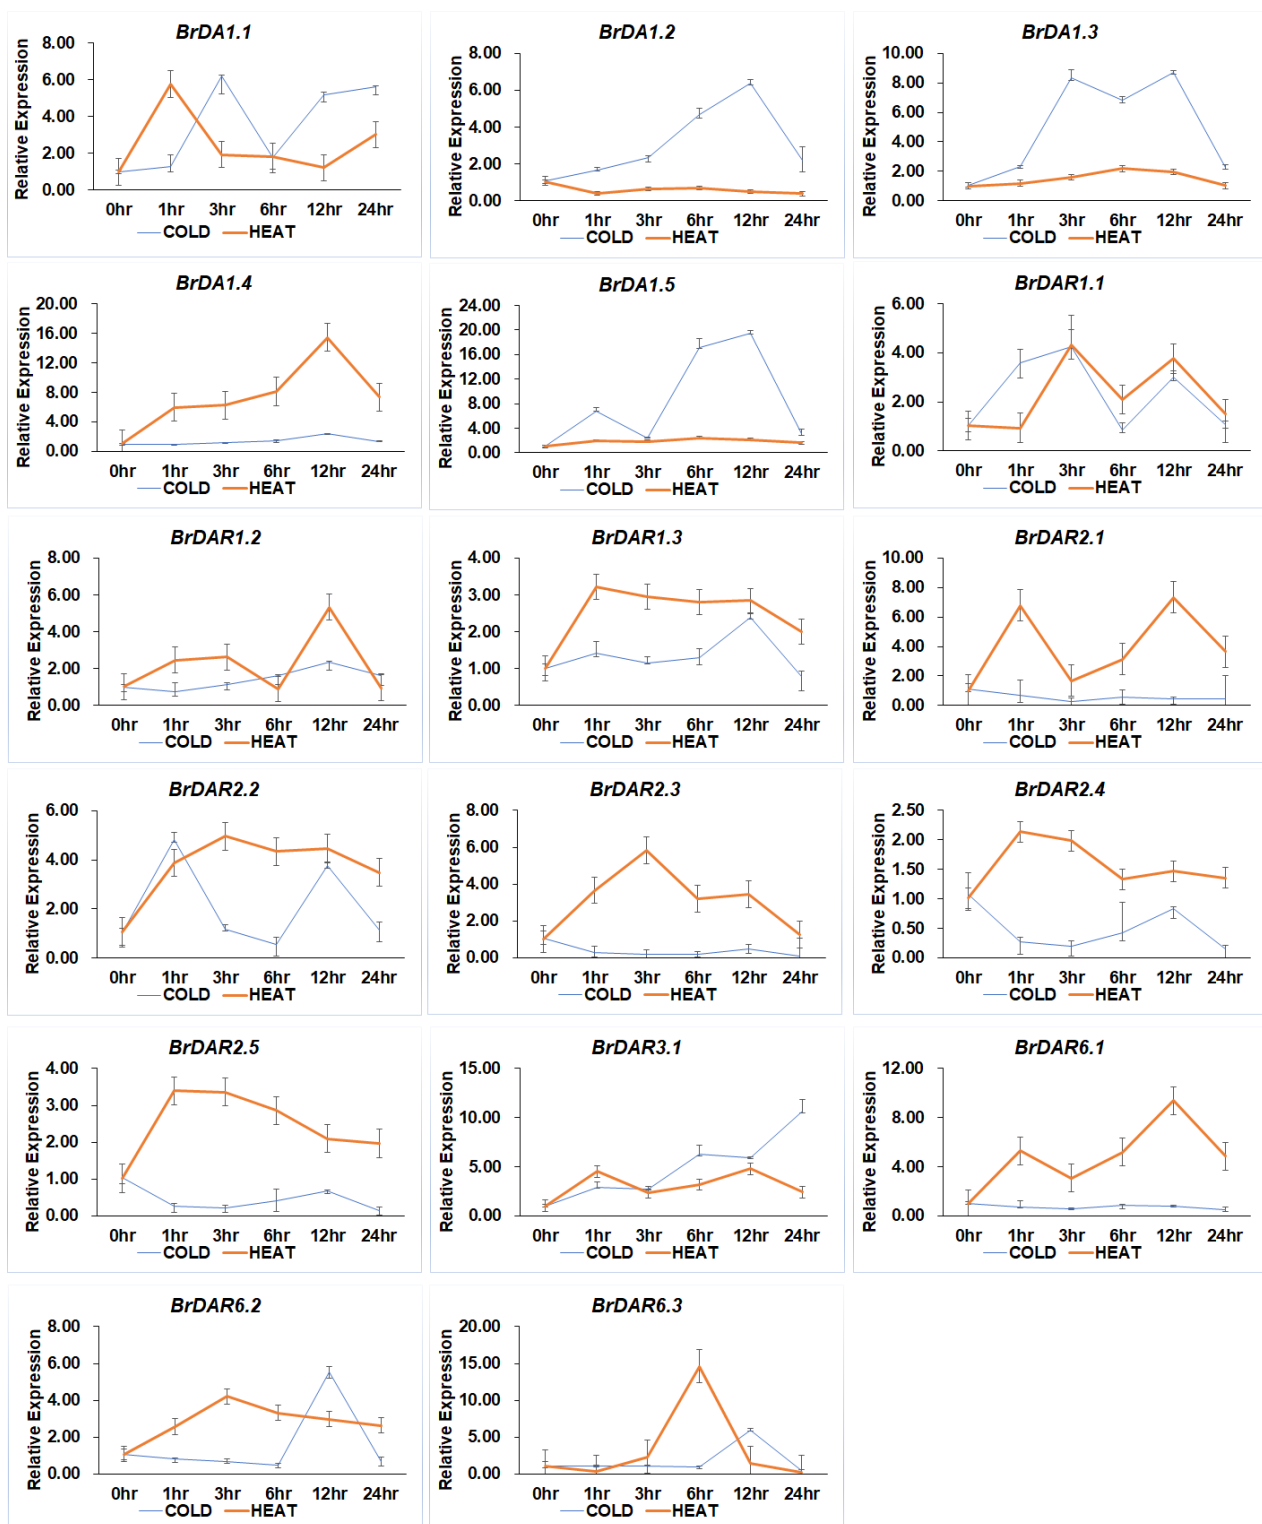 BrDA1.1
Relative Expression
8.00
6.00
4.00
2.00
0.00
0hr 1hr 3hr 6hr 12hr 24hr
COLD HEAT
BrDA1.2
Relative Expression
8.00
6.00
4.00
2.00
0.00
0hr 1hr 3hr 6hr 12hr 24hr
COLD HEAT
BrDA1.3
Relative Expression
10.00
8.00
6.00
4.00
2.00
0.00
0hr 1hr 3hr 6hr 12hr 24hr
COLD HEAT
BrDA1.4
Relative Expression
20.00
16.00
12.00
8.00
4.00
0.00
0hr 1hr 3hr 6hr 12hr 24hr
COLD HEAT
BrDA1.5
Relative Expression
24.00
20.00
16.00
12.00
8.00
4.00
0.00
0hr 1hr 3hr 6hr 12hr 24hr
COLD HEAT
BrDAR1.1
Relative Expression
6.00
4.00
2.00
0.00
0hr 1hr 3hr 6hr 12hr 24hr
COLD HEAT
BrDAR1.2
Relative Expression
8.00
6.00
4.00
2.00
0.00
0hr 1hr 3hr 6hr 12hr 24hr
COLD HEAT
BrDAR1.3
Relative Expression
4.00
3.00
2.00
1.00
0.00
0hr 1hr 3hr 6hr 12hr 24hr
COLD HEAT
BrDAR2.1
Relative Expression
10.00
8.00
6.00
4.00
2.00
0.00
0hr 1hr 3hr 6hr 12hr 24hr
COLD HEAT
BrDAR2.2
Relative Expression
6.00
4.00
2.00
0.00
0hr 1hr 3hr 6hr 12hr 24hr
COLD HEAT
BrDAR2.3
Relative Expression
8.00
6.00
4.00
2.00
0.00
0hr 1hr 3hr 6hr 12hr 24hr
COLD HEAT
BrDAR2.4
Relative Expression
2.50
2.00
1.50
1.00
0.50
0.00
0hr 1hr 3hr 6hr 12hr 24hr
COLD HEAT
BrDAR2.5
Relative Expression
4.00
3.00
2.00
1.00
0.00
0hr 1hr 3hr 6hr 12hr 24hr
COLD HEAT
BrDAR3.1
Relative Expression
15.00
10.00
5.00
0.00
0hr 1hr 3hr 6hr 12hr 24hr
COLD HEAT
BrDAR6.1
Relative Expression
12.00
8.00
4.00
0.00
0hr 1hr 3hr 6hr 12hr 24hr
COLD HEAT
BrDAR6.2
Relative Expression
8.00
6.00
4.00
2.00
0.00
0hr 1hr 3hr 6hr 12hr 24hr
COLD HEAT
BrDAR6.3
Relative Expression
20.00
15.00
10.00
5.00
0.00
0hr 1hr 3hr 6hr 12hr 24hr
COLD HEAT